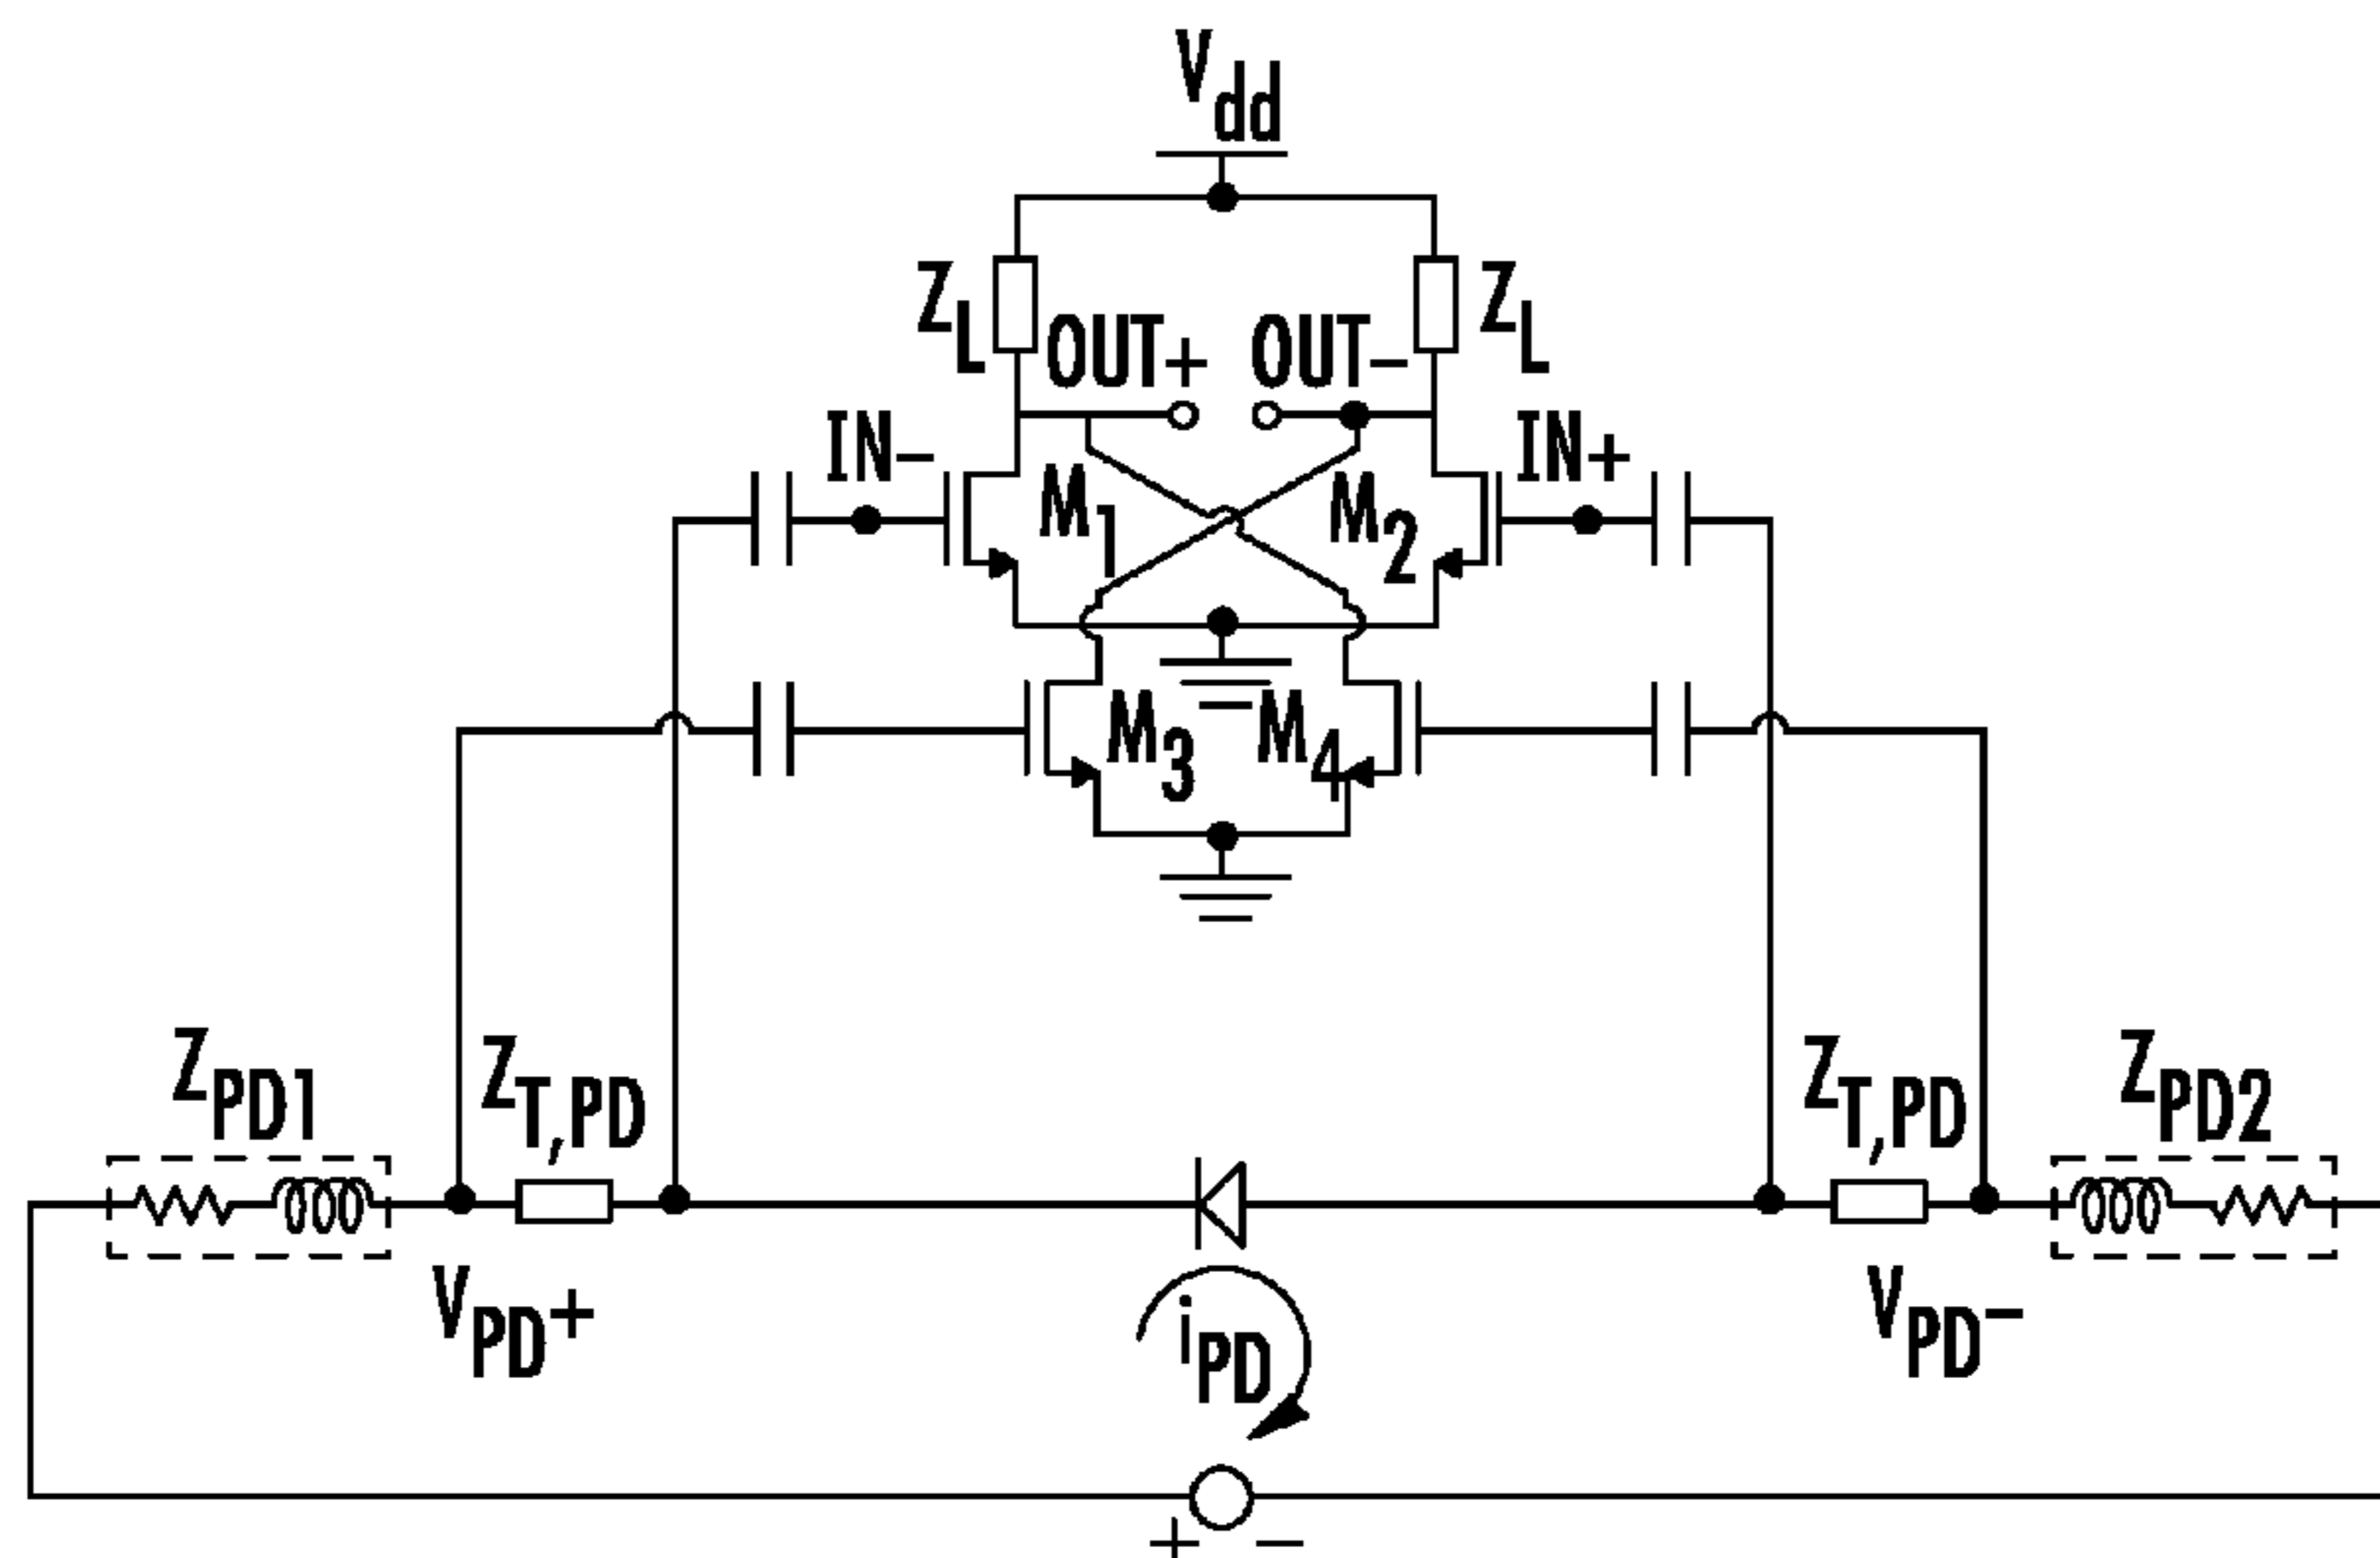 Vdd
ZL
ZL
OUT+ OUT-
IN-
IN+
M1
M2
M3
M4
ZPD1
ZT,PD
ZT,PD
ZPD2
VPD+
VPD-
iPD
+ -